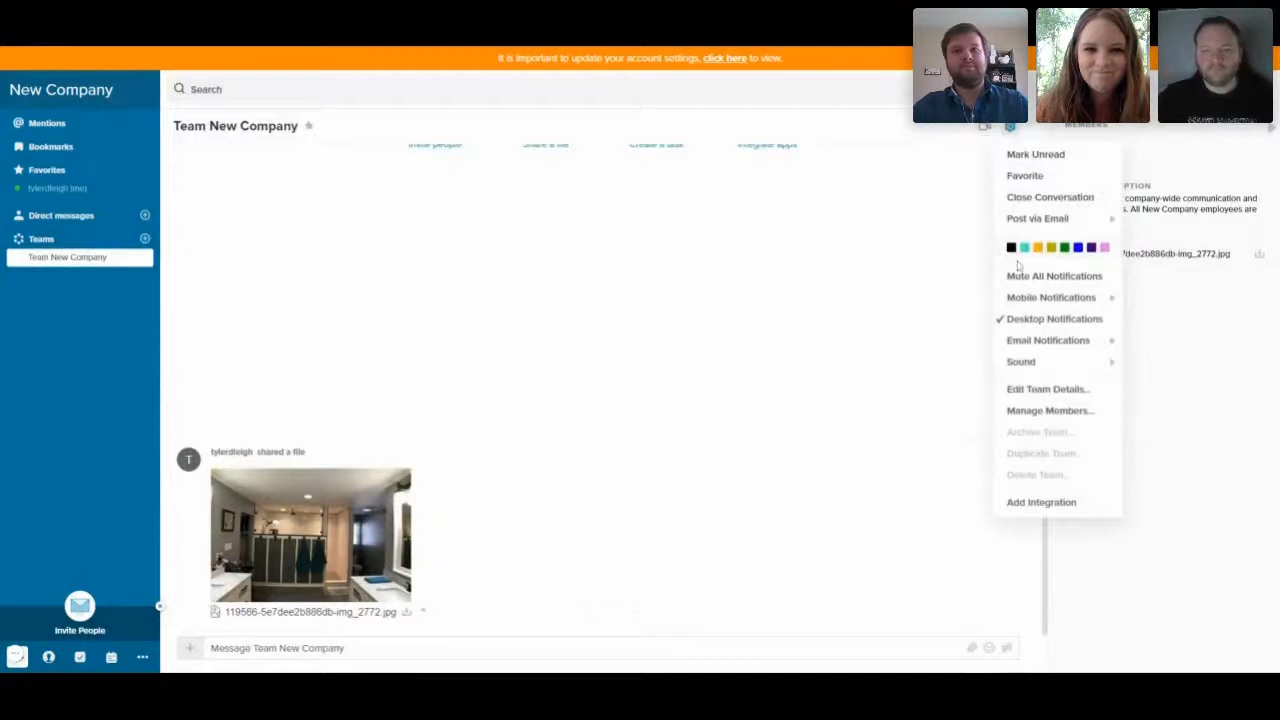 It is important to update your account settings, click here to view.
New Company
Search
Mentions
Bookmarks
Favorites
tylerdleigh (me)
Direct messages
Teams
Team New Company
Invite People
Team New Company
MEMBERS
Invite people
Share a file
Create a task
Integrate apps
Mark Unread
Favorite
Close Conversation
Post via Email
Mute All Notifications
Mobile Notifications
Desktop Notifications
Email Notifications
Sound
Edit Team Details...
Manage Members...
Archive Team...
Duplicate Team...
Delete Team...
Add Integration
PTION
company-wide communication and
. All New Company employees are
7dee2b886db-img_2772.jpg
T
tylerdleigh shared a file
119566-5e7dee2b886db-img_2772.jpg
Message Team New Company